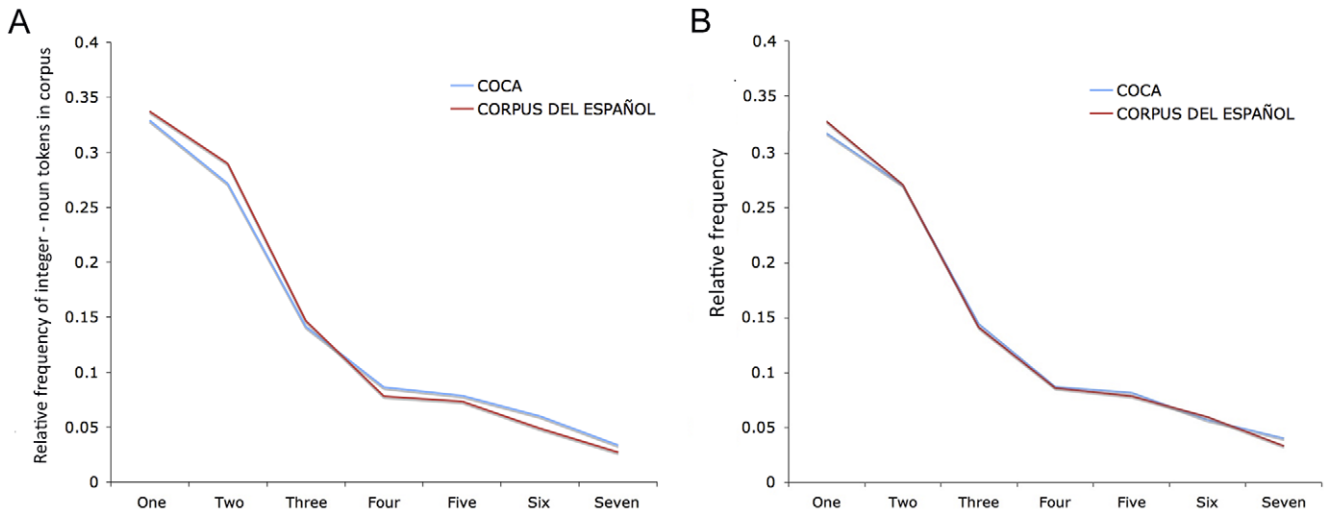 A
Relative frequency of integer - noun tokens in corpus
0.4
0.35
0.3
0.25
0.2
0.15
0.1
0.05
0
COCA
CORPUS DEL ESPAÑOL
One Two Three Four Five Six Seven
B
Relative frequency
0.4
0.35
0.3
0.25
0.2
0.15
0.1
0.05
0
COCA
CORPUS DEL ESPAÑOL
One Two Three Four Five Six Seven